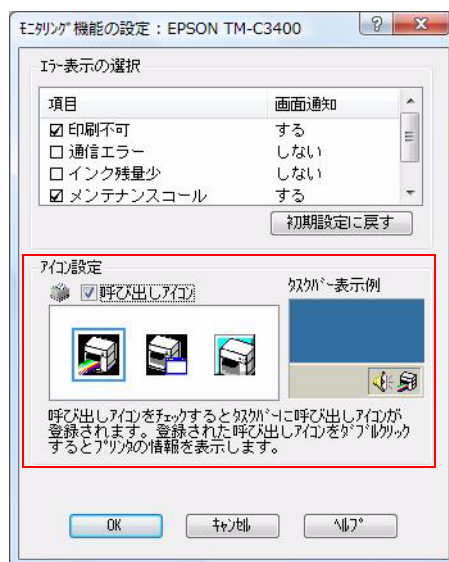 ﾓﾆﾀﾘﾝｸﾞ機能の設定：EPSON TM-C3400
ｴﾗｰ表示の選択
項目 画面通知
印刷不可 する
通信エラー しない
インク残量少 しない
メンテナンスコール する
初期設定に戻す
ｱｲｺﾝ設定
呼び出しｱｲｺﾝ
ﾀｽｸﾊﾞｰ表示例
呼び出しｱｲｺﾝをﾁｪｯｸするとﾀｽｸﾊﾞｰに呼び出しｱｲｺﾝが
登録されます。登録された呼び出しｱｲｺﾝをﾀﾞﾌﾞﾙｸﾘｯｸ
するとﾌﾟﾘﾝﾀの情報を表示します。
OK ｷｬﾝｾﾙ ﾍﾙﾌﾟ